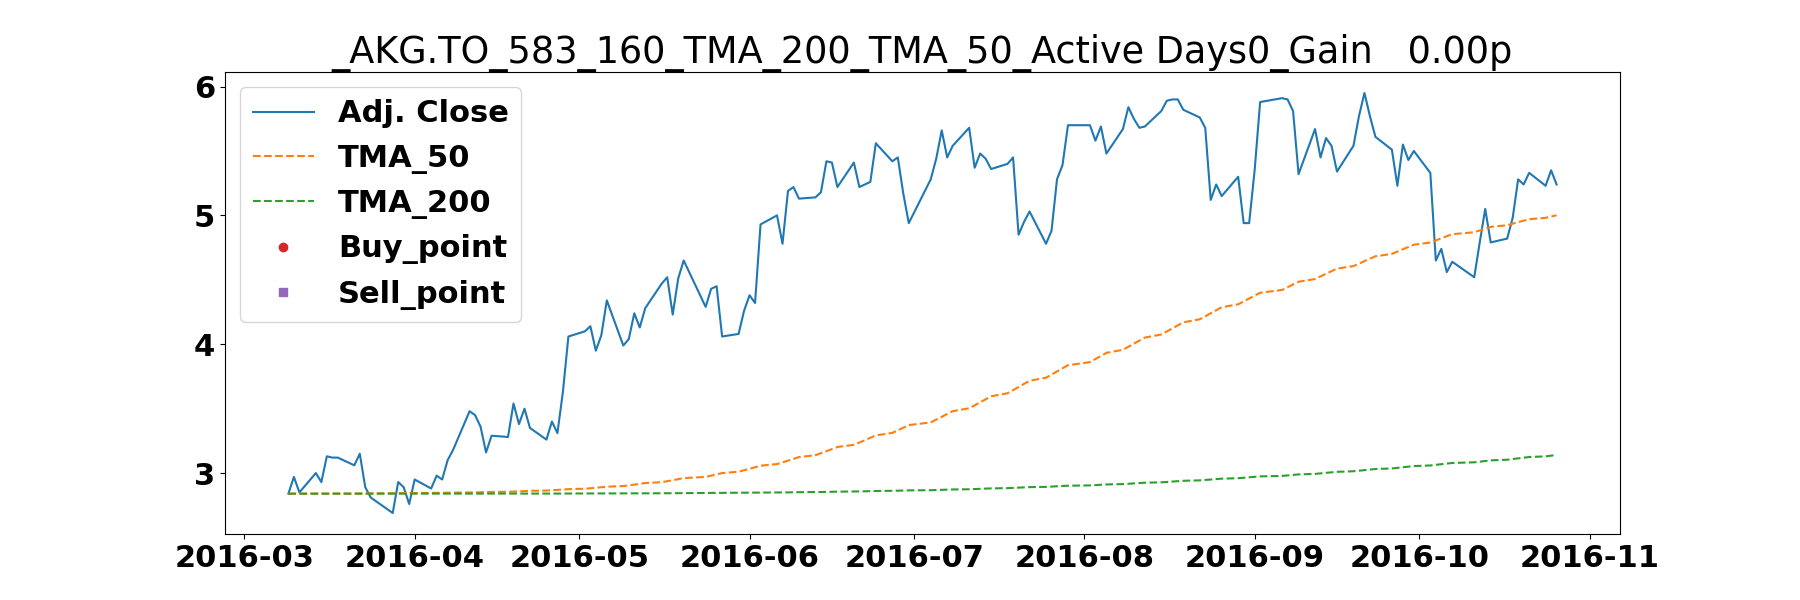 _AKG.TO_583_160_TMA_200_TMA_50_Active Days0_Gain   0.00p
6
5
4
3
Adj. Close
TMA_50
TMA_200
Buy_point
Sell_point
2016-03 2016-04 2016-05 2016-06 2016-07 2016-08 2016-09 2016-10 2016-11